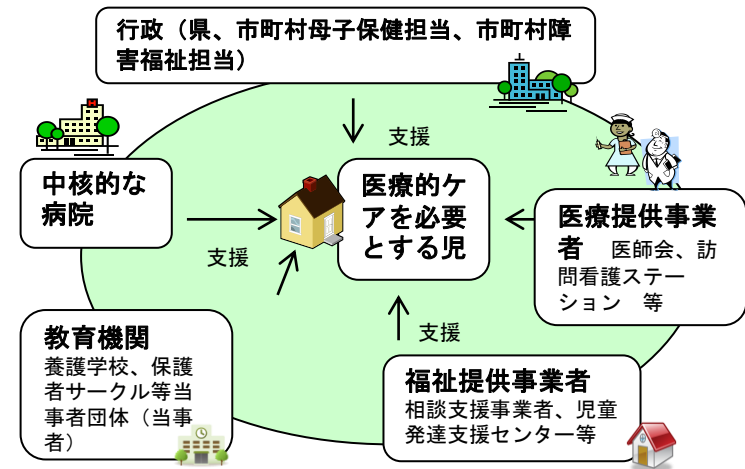 行政（県、市町村母子保健担当、市町村障
害福祉担当）
支援
中核的な
病院
医療的ケ
アを必要
とする児
医療提供事業
者　医師会、訪
問看護ステー
ション　等
支援
教育機関
養護学校、保護
者サークル等当
事者団体（当事
者）
支援
福祉提供事業者
相談支援事業者、児童
発達支援センター等
H